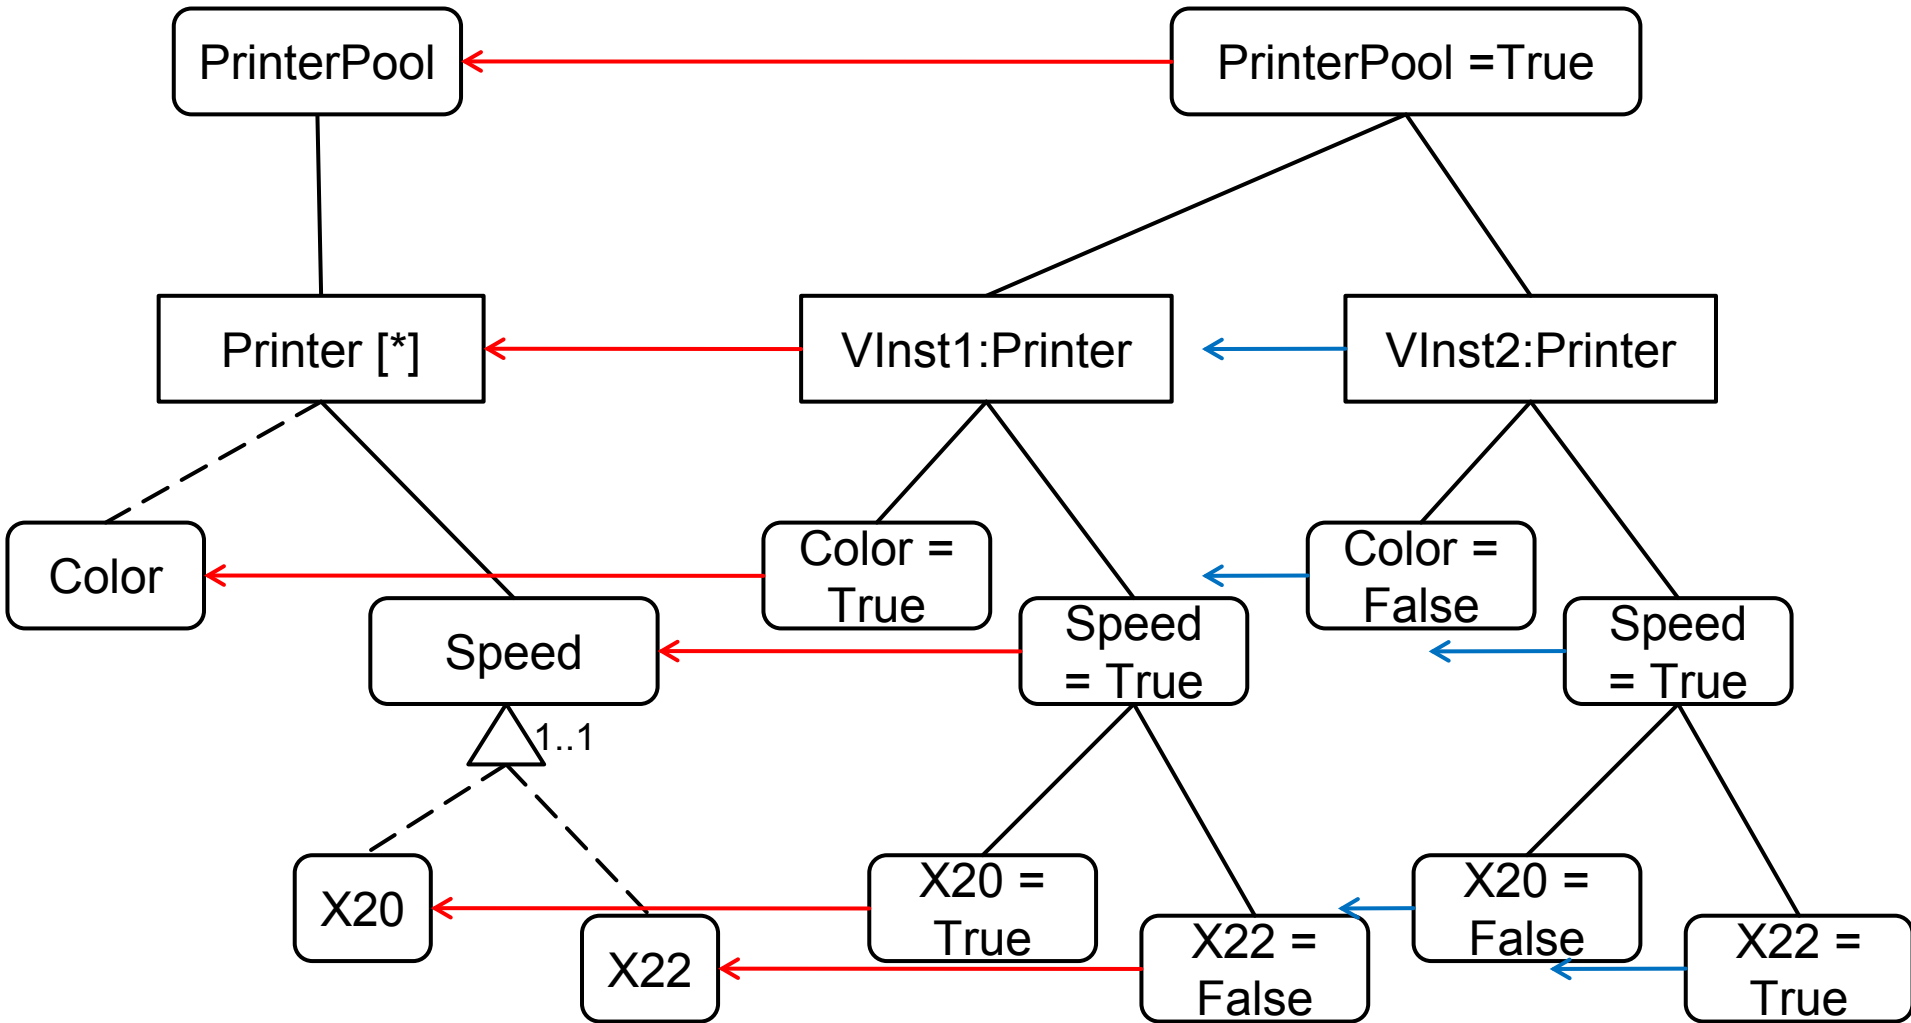 PrinterPool
PrinterPool =True
Printer [*]
VInst1:Printer
VInst2:Printer
Color
Color =
True
Color =
False
Speed
Speed
= True
Speed
= True
1..1
X20
X20 =
True
X20 =
False
X22
X22 =
False
X22 =
True